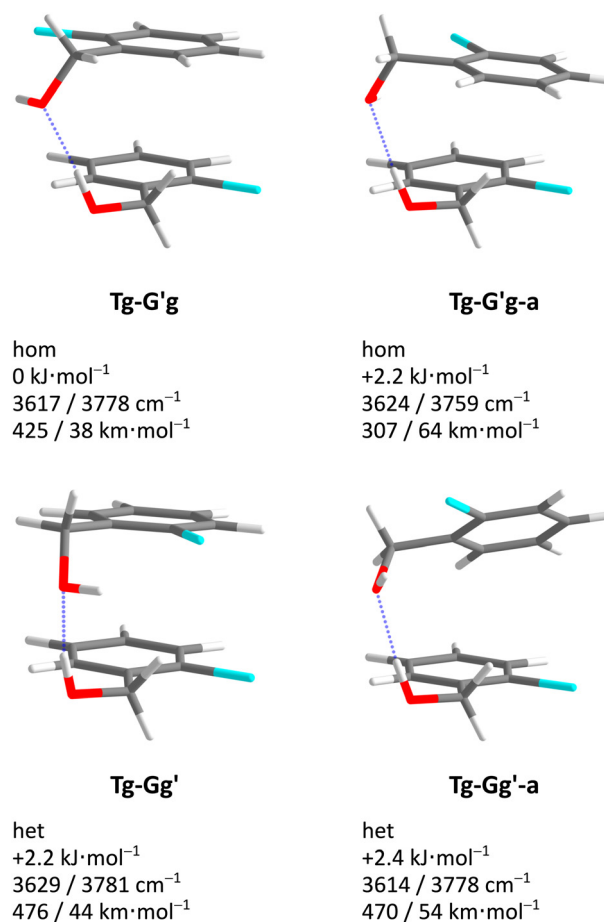 Tg-G'g
hom
0 kJ·mol⁻¹
3617 / 3778 cm⁻¹
425 / 38 km·mol⁻¹
Tg-G'g-a
hom
+2.2 kJ·mol⁻¹
3624 / 3759 cm⁻¹
307 / 64 km·mol⁻¹
Tg-Gg'
het
+2.2 kJ·mol⁻¹
3629 / 3781 cm⁻¹
476 / 44 km·mol⁻¹
Tg-Gg'-a
het
+2.4 kJ·mol⁻¹
3614 / 3778 cm⁻¹
470 / 54 km·mol⁻¹